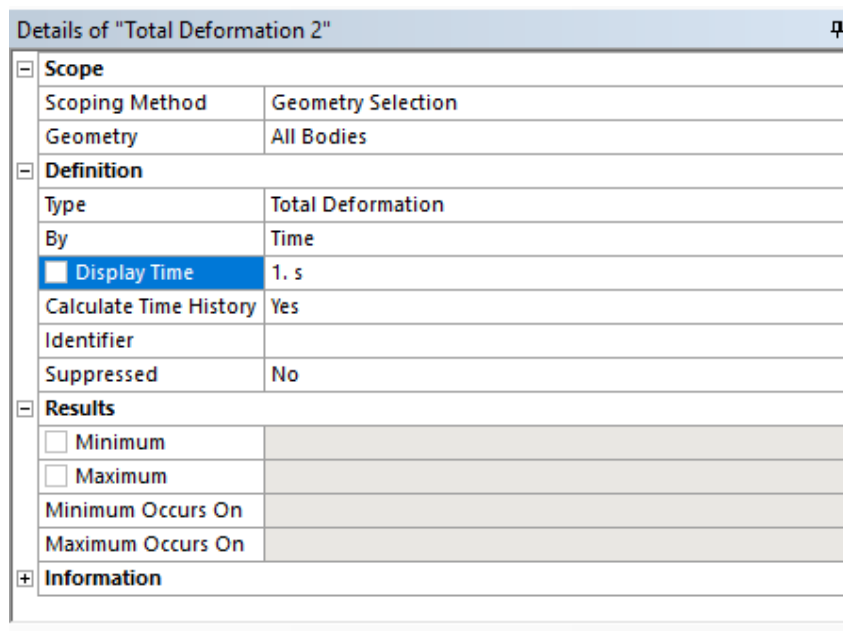 Details of "Total Deformation 2"
Scope
Scoping Method Geometry Selection
Geometry All Bodies
Definition
Type Total Deformation
By Time
Display Time 1. s
Calculate Time History Yes
Identifier
Suppressed No
Results
Minimum
Maximum
Minimum Occurs On
Maximum Occurs On
Information